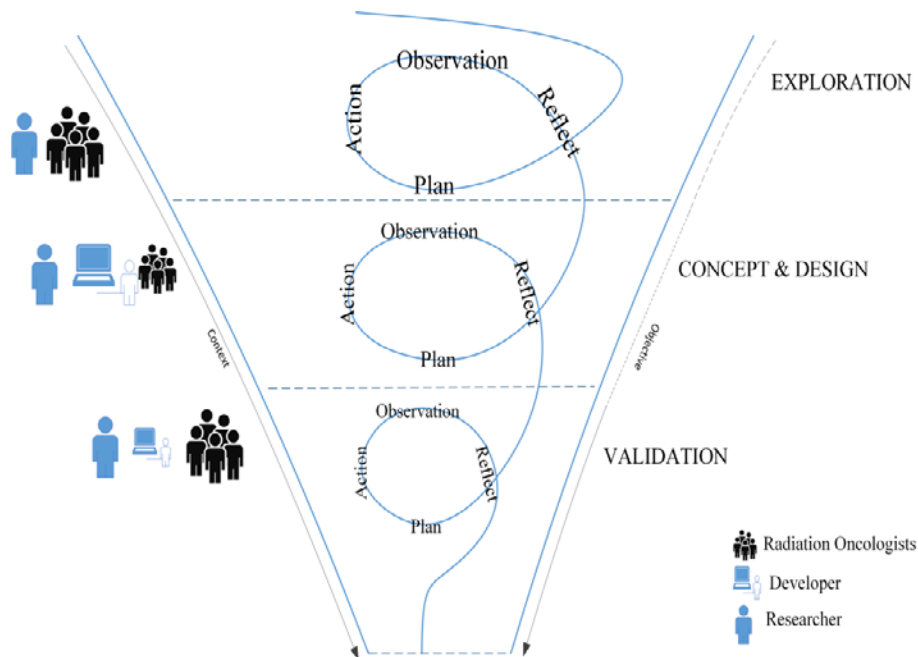 Observation
Action
Reflect
Plan
EXPLORATION
Observation
Action
Reflect
Plan
CONCEPT & DESIGN
Context
Objective
Observation
Action
Reflect
Plan
VALIDATION
Radiation Oncologists
Developer
Researcher